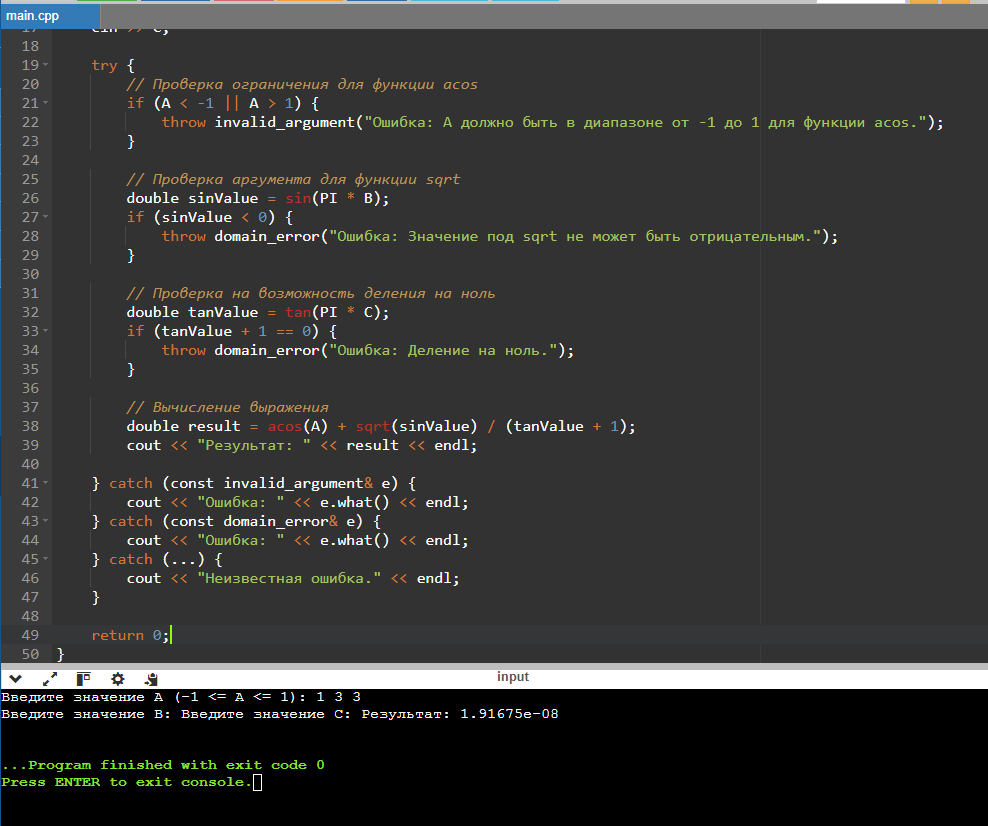 main.cpp
17 cin >> C;
18
19 try {
20 // Проверка ограничения для функции acos
21 if (A < -1 || A > 1) {
22 throw invalid_argument("Ошибка: A должно быть в диапазоне от -1 до 1 для функции acos.");
23 }
24
25 // Проверка аргумента для функции sqrt
26 double sinValue = sin(PI * B);
27 if (sinValue < 0) {
28 throw domain_error("Ошибка: Значение под sqrt не может быть отрицательным.");
29 }
30
31 // Проверка на возможность деления на ноль
32 double tanValue = tan(PI * C);
33 if (tanValue + 1 == 0) {
34 throw domain_error("Ошибка: Деление на ноль.");
35 }
36
37 // Вычисление выражения
38 double result = acos(A) + sqrt(sinValue) / (tanValue + 1);
39 cout << "Результат: " << result << endl;
40
41 } catch (const invalid_argument& e) {
42 cout << "Ошибка: " << e.what() << endl;
43 } catch (const domain_error& e) {
44 cout << "Ошибка: " << e.what() << endl;
45 } catch (...) {
46 cout << "Неизвестная ошибка." << endl;
47 }
48
49 return 0;
50 }
input
Введите значение A (-1 <= A <= 1): 1 3 3
Введите значение B: Введите значение C: Результат: 1.91675e-08
...Program finished with exit code 0
Press ENTER to exit console.